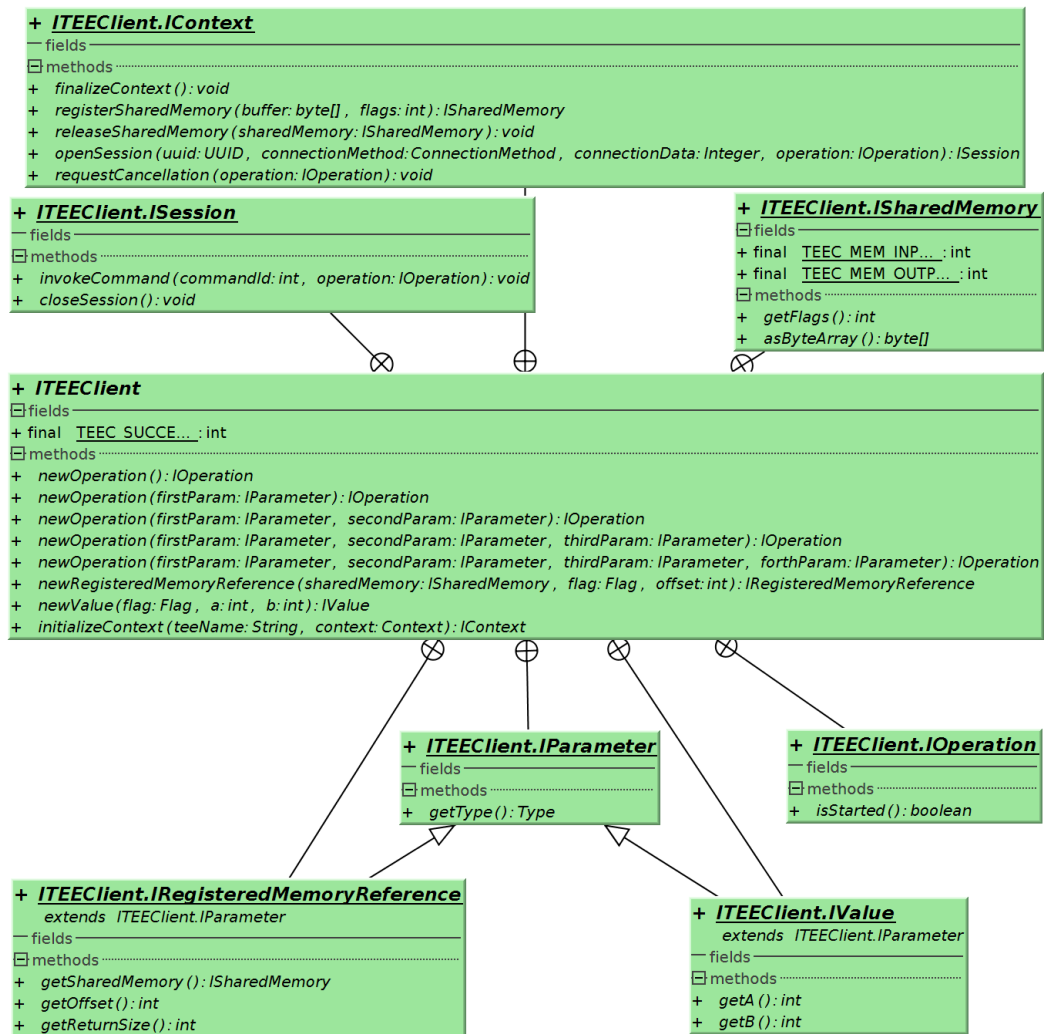 + ITEEClient.IContext
fields
methods
+ finalizeContext(): void
+ registerSharedMemory(buffer: byte[], flags: int): ISharedMemory
+ releaseSharedMemory(sharedMemory: ISharedMemory): void
+ openSession(uuid: UUID, connectionMethod: ConnectionMethod, connectionData: Integer, operation: IOperation): ISession
+ requestCancellation(operation: IOperation): void
+ ITEEClient.ISession
fields
methods
+ invokeCommand(commandId: int, operation: IOperation): void
+ closeSession(): void
+ ITEEClient.ISharedMemory
fields
+ final TEEC_MEM_INP... : int
+ final TEEC_MEM_OUTP... : int
methods
+ getFlags(): int
+ asByteArray(): byte[]
+ ITEEClient
fields
+ final TEEC_SUCCE... : int
methods
+ newOperation(): IOperation
+ newOperation(firstParam: IParameter): IOperation
+ newOperation(firstParam: IParameter, secondParam: IParameter): IOperation
+ newOperation(firstParam: IParameter, secondParam: IParameter, thirdParam: IParameter): IOperation
+ newOperation(firstParam: IParameter, secondParam: IParameter, thirdParam: IParameter, forthParam: IParameter): IOperation
+ newRegisteredMemoryReference(sharedMemory: ISharedMemory, flag: Flag, offset: int): IRegisteredMemoryReference
+ newValue(flag: Flag, a: int, b: int): IValue
+ initializeContext(teeName: String, context: Context): IContext
+ ITEEClient.IParameter
fields
methods
+ getType(): Type
+ ITEEClient.IOperation
fields
methods
+ isStarted(): boolean
+ ITEEClient.IRegisteredMemoryReference
extends ITEEClient.IParameter
fields
methods
+ getSharedMemory(): ISharedMemory
+ getOffset(): int
+ getReturnSize(): int
+ ITEEClient.IValue
extends ITEEClient.IParameter
fields
methods
+ getA(): int
+ getB(): int